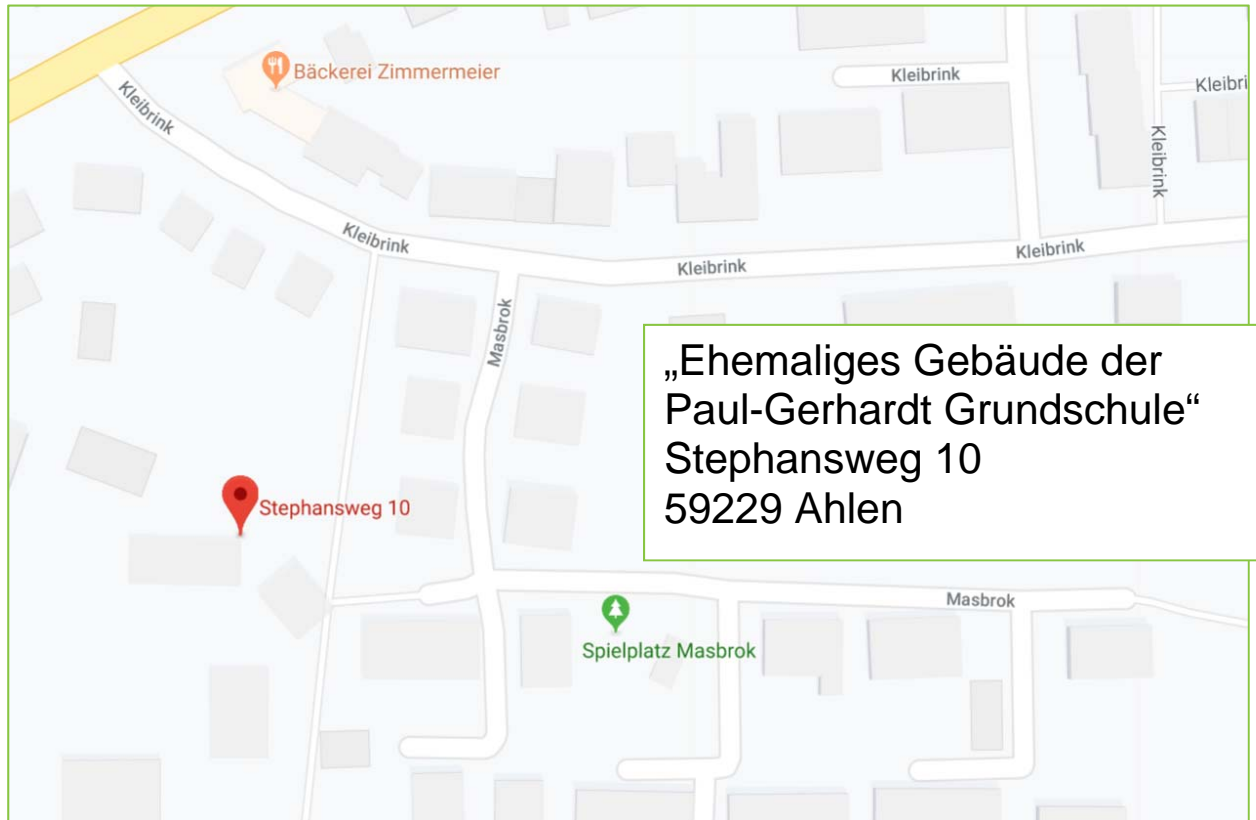 Bäckerei Zimmermeier
Kleibrink
Kleibri
Kleibrink
Kleibrink
Kleibrink
Kleibrink
Kleibrink
Masbrok
„Ehemaliges Gebäude der
Paul-Gerhardt Grundschule“
Stephansweg 10
59229 Ahlen
Stephansweg 10
Masbrok
Spielplatz Masbrok